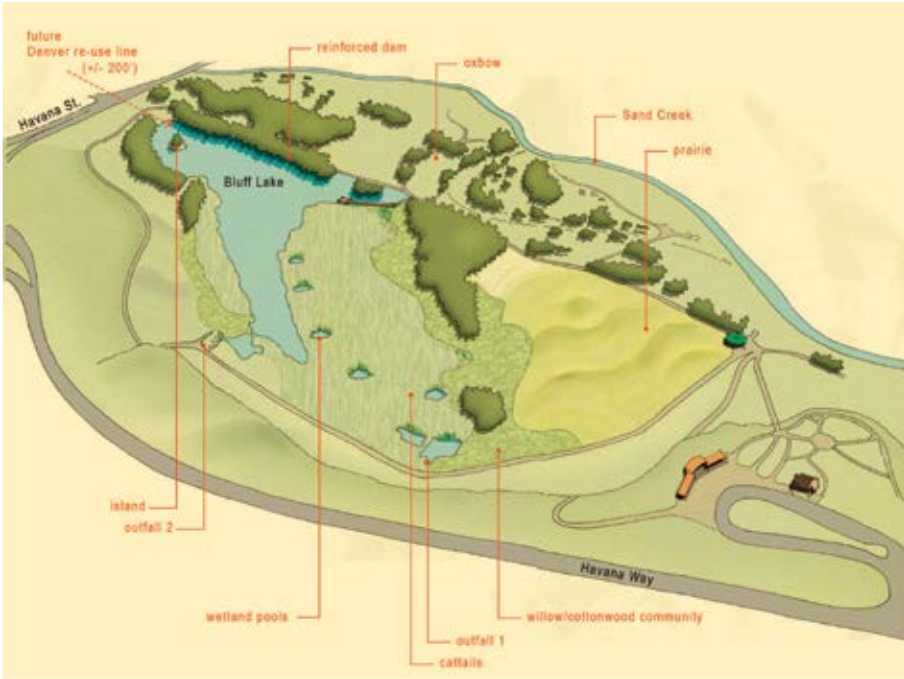 future
Denver re-use line
(+/- 200')
reinforced dam
oxbow
Havana St.
Sand Creek
prairie
Bluff Lake
island
outfall 2
Havana Way
wetland pools
willow/cottonwood community
outfall 1
cattails